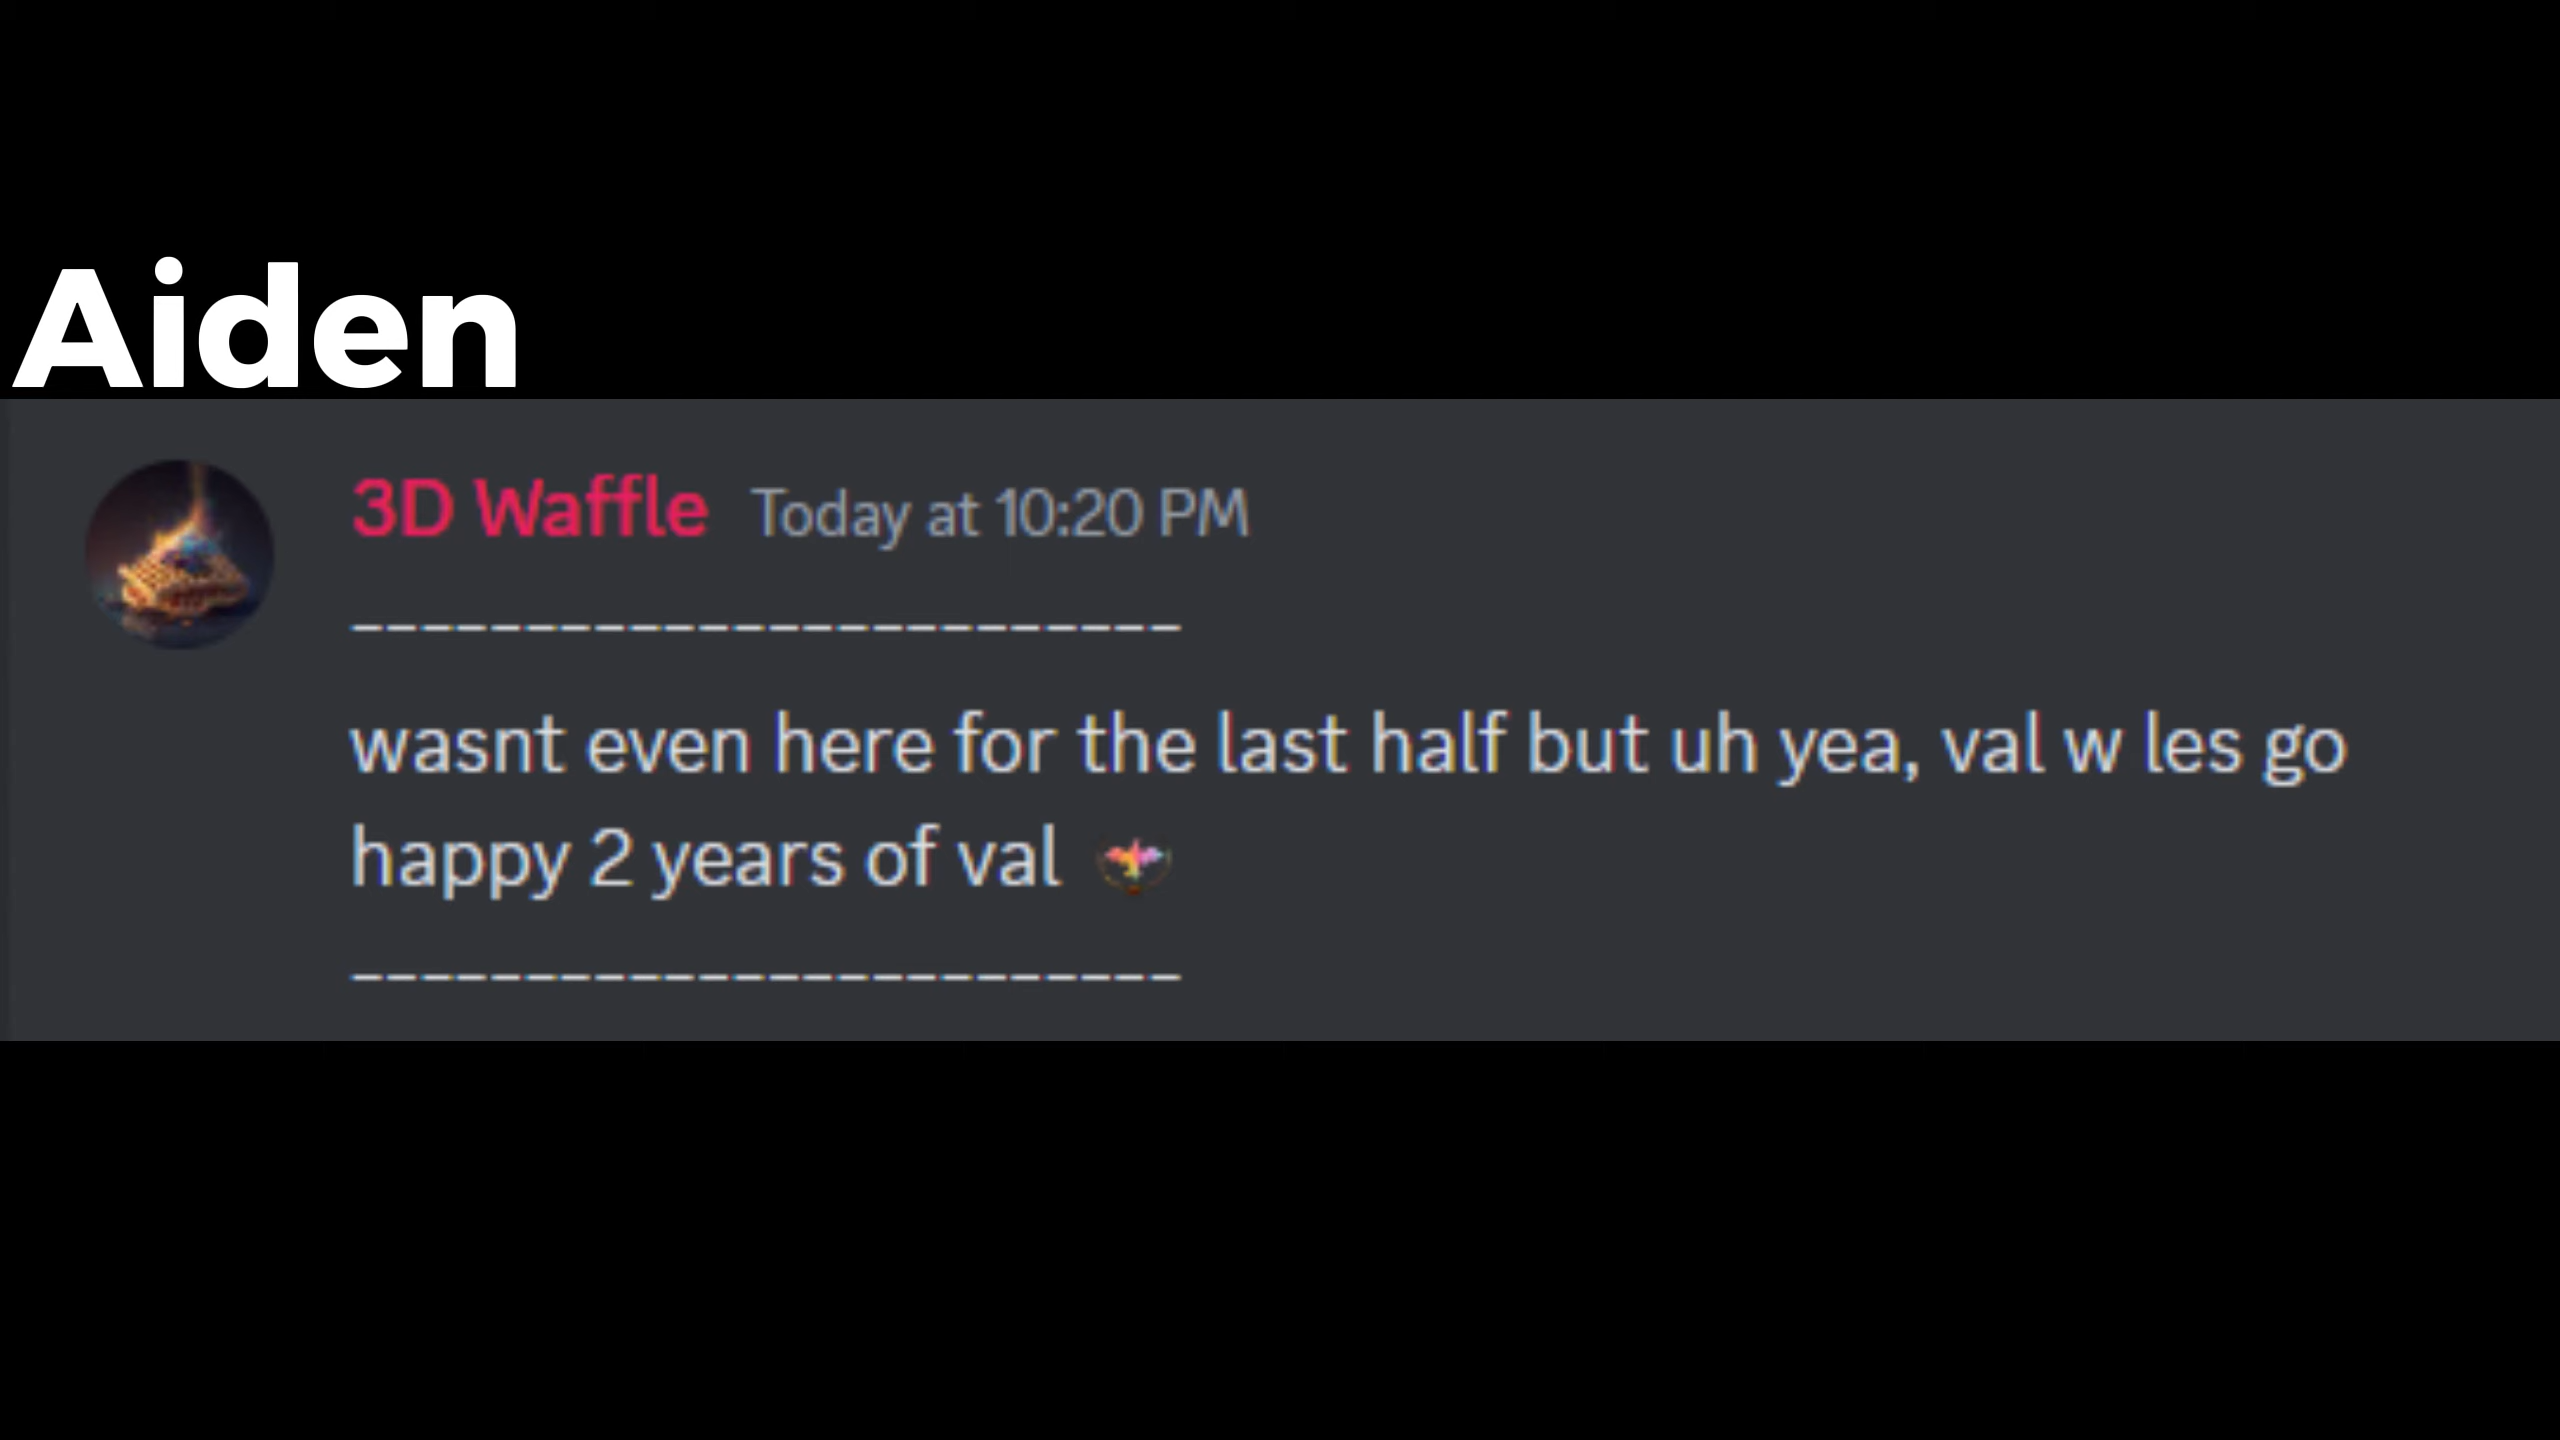 Aiden
3D Waffle Today at 10:20 PM
------------------------
wasnt even here for the last half but uh yea, val w les go
happy 2 years of val
------------------------